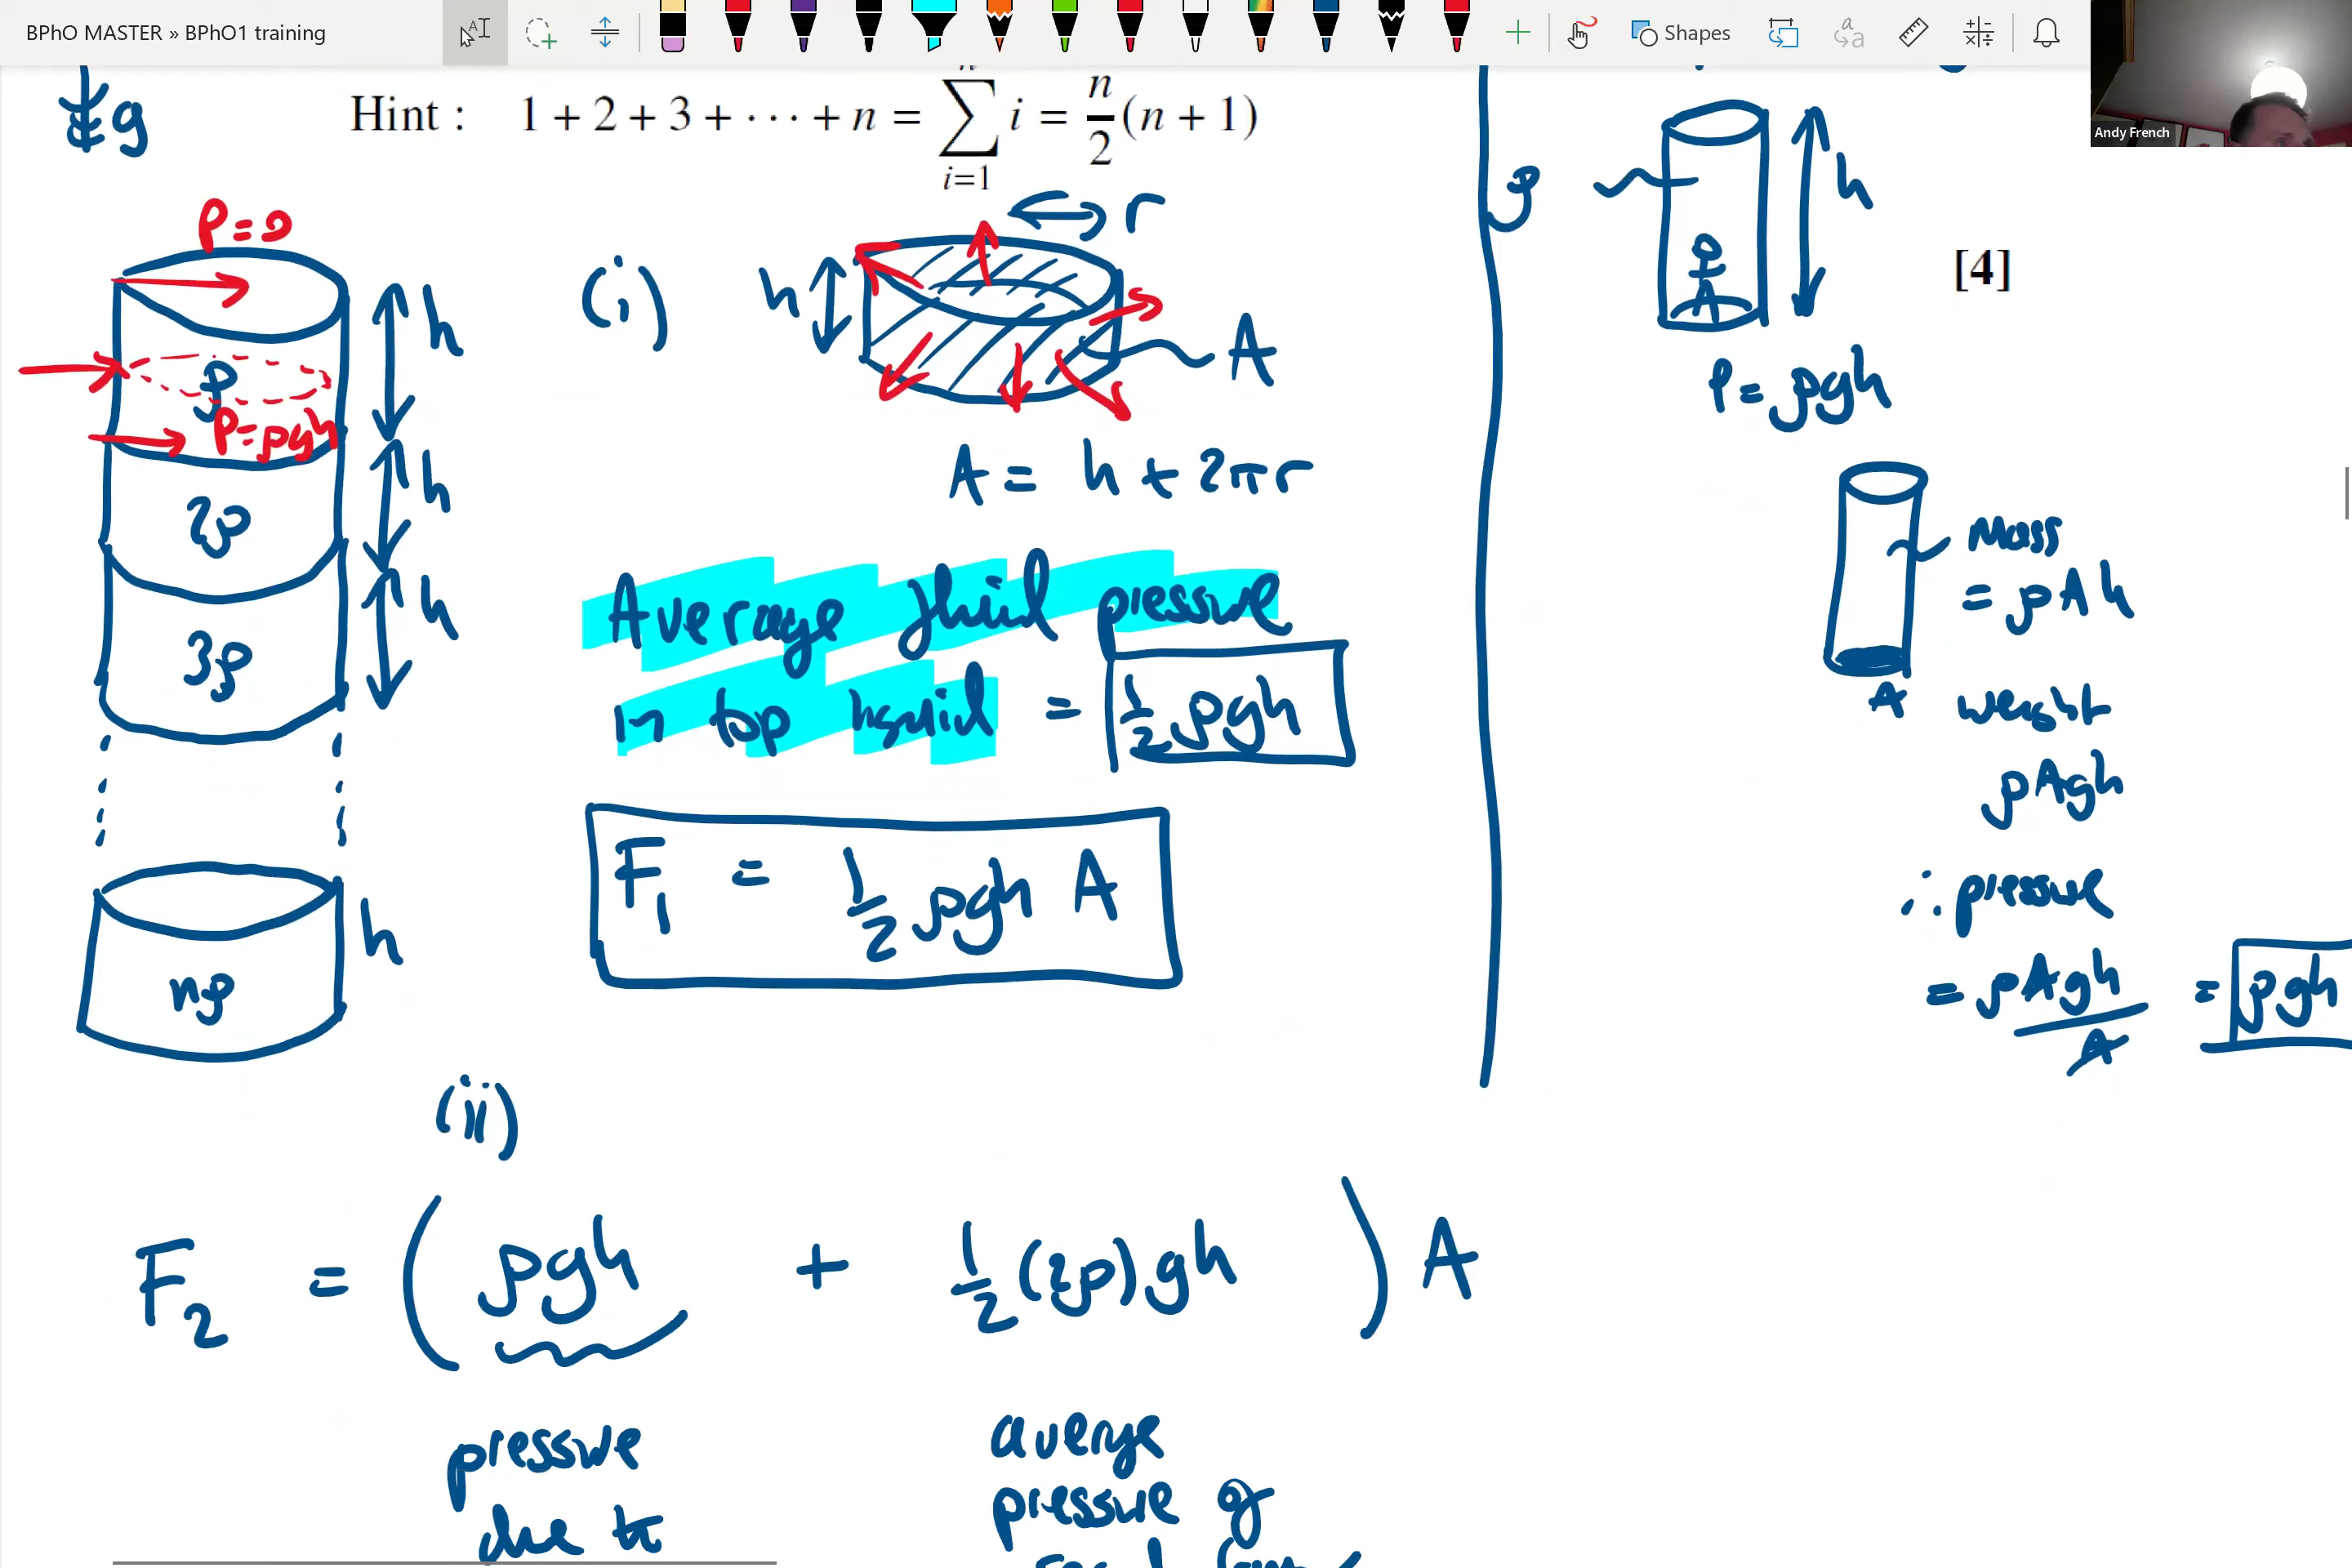 BPhO MASTER » BPhO1 training
Shapes
Andy French
g
Hint : 1 + 2 + 3 + · · · + n = ∑ i = n/2 (n + 1)
i=1
P=0
h
ρ
P=ρgh
h
2ρ
h
3ρ
h
nρ
(i)
r
h
A
A = h × 2πr
Average fluid pressure
in top liquid = ½ρgh
F₁ = ½ ρgh A
ρ
h
P
A
[4]
P = ρgh
Mass
= ρAh
A
weight
ρAgh
∴ pressure
= ρAgh/A = ρgh
(ii)
F₂ = (ρgh + ½(2ρ)gh) A
pressure
due to
average
pressure of